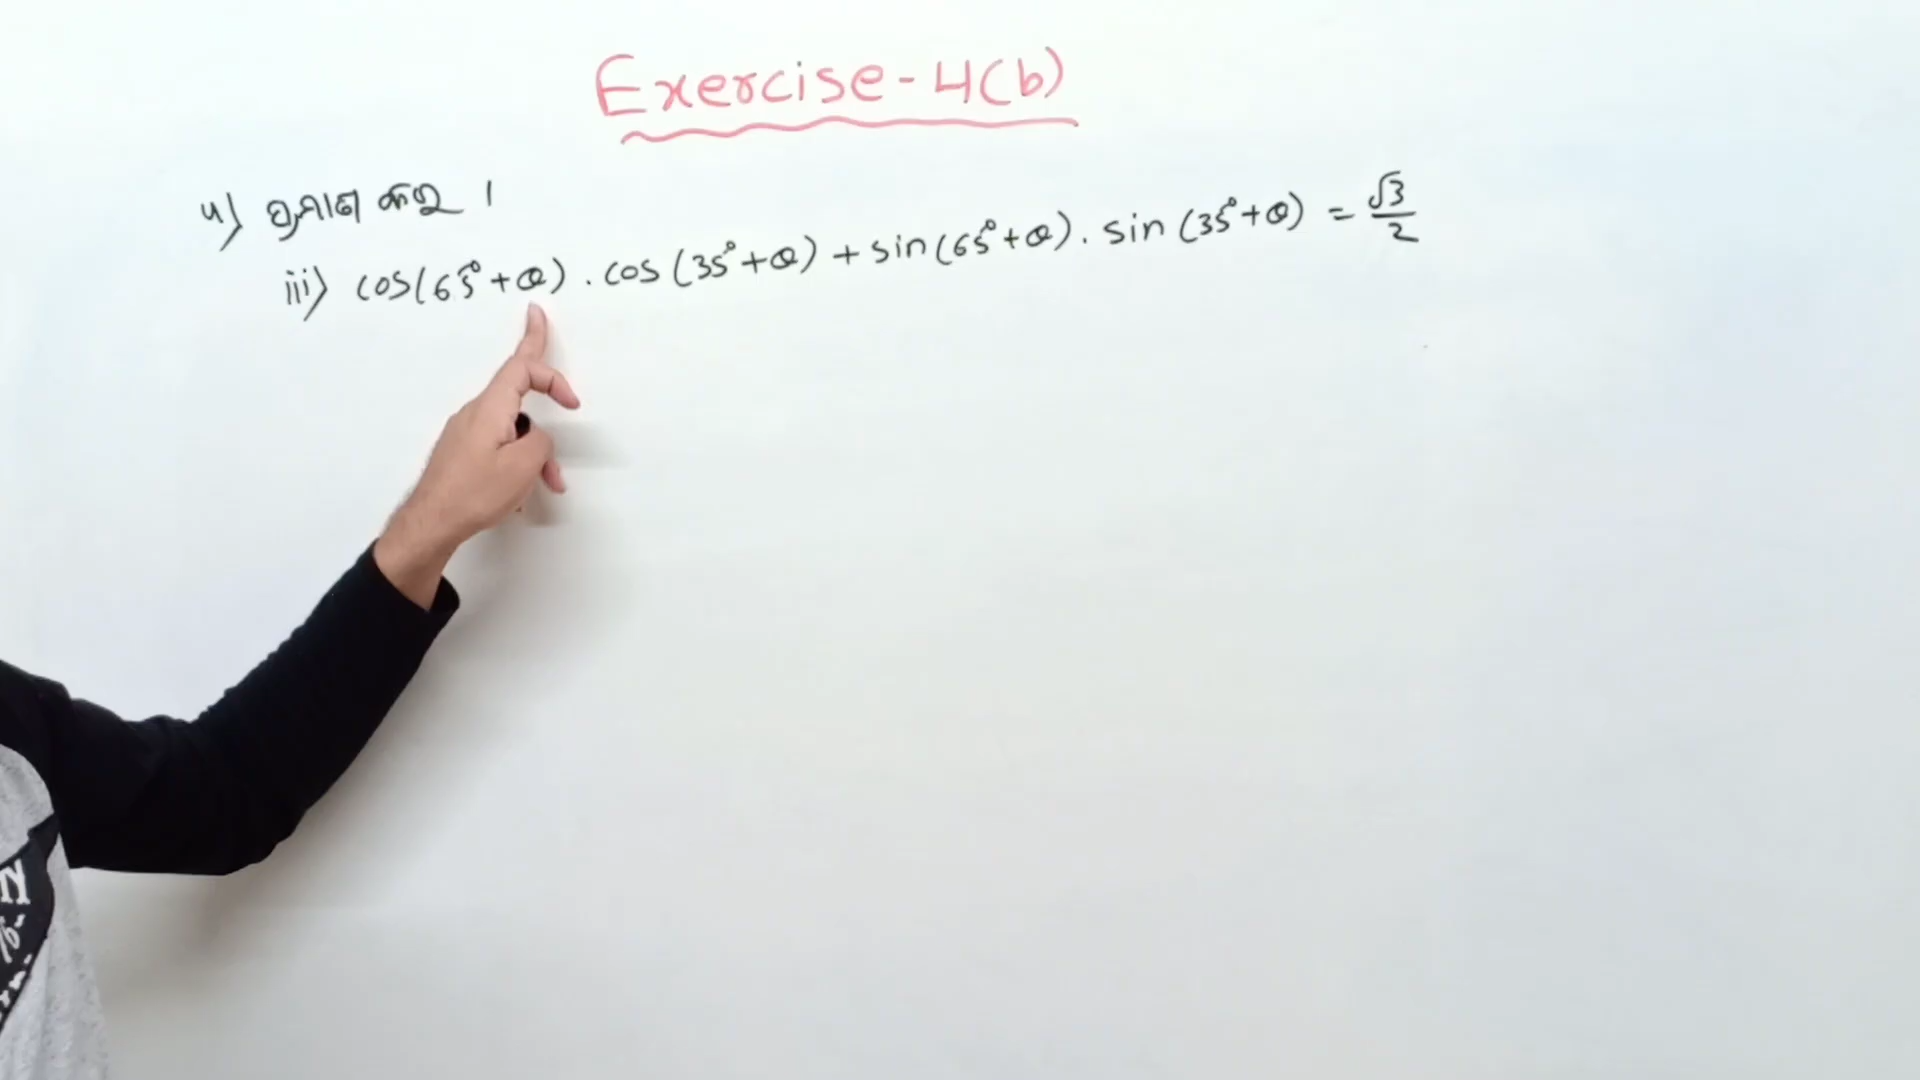 Exercise-4(b)
4) ପ୍ରମାଣ କର ।
iii) cos(65°+θ).cos(35°+θ)+sin(65°+θ).sin(35°+θ) = √3/2